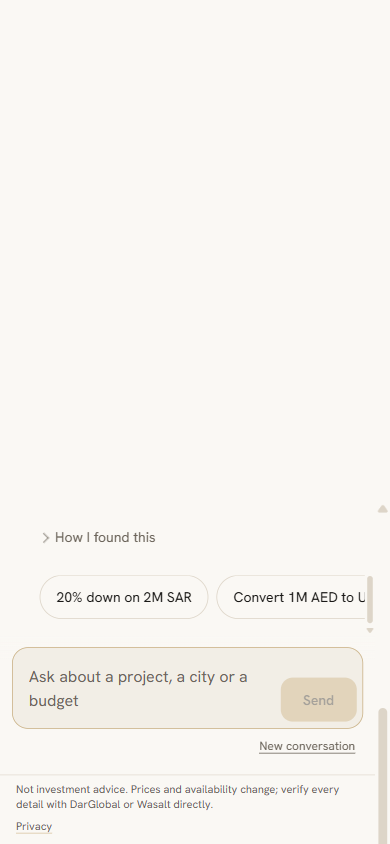 How I found this
20% down on 2M SAR
Convert 1M AED to
Ask about a project, a city or a
budget
Send
New conversation
Not investment advice. Prices and availability change; verify every
detail with DarGlobal or Wasalt directly.
Privacy